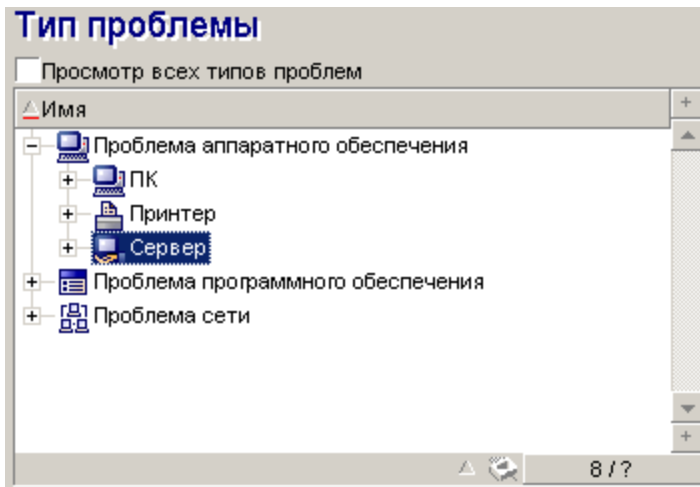 Тип проблемы
Просмотр всех типов проблем
Имя
Проблема аппаратного обеспечения
ПК
Принтер
Сервер
Проблема программного обеспечения
Проблема сети
8 / ?